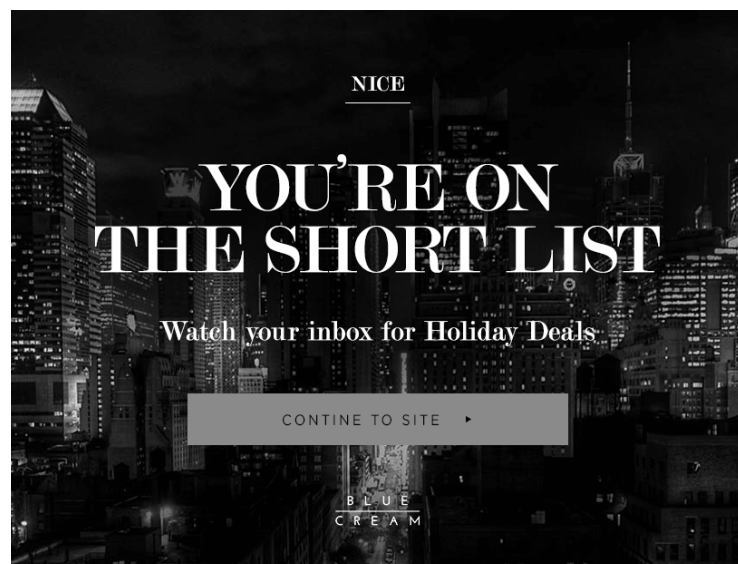 NICE
YOU'RE ON
THE SHORT LIST
Watch your inbox for Holiday Deals
CONTINE TO SITE
BLUE
CREAM